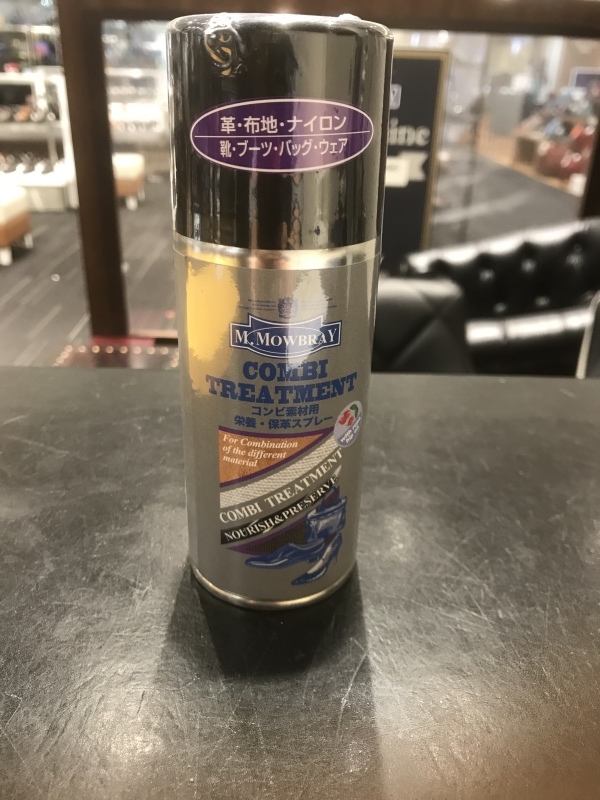 革・布地・ナイロン
靴・ブーツ・バッグ・ウェア
M. MOWBRAY
COMBI
TREATMENT
コンビ素材用
栄養・保革スプレー
For Combination
of the different
material
COMBI TREATMENT
NOURISH&PRESERVE
ine